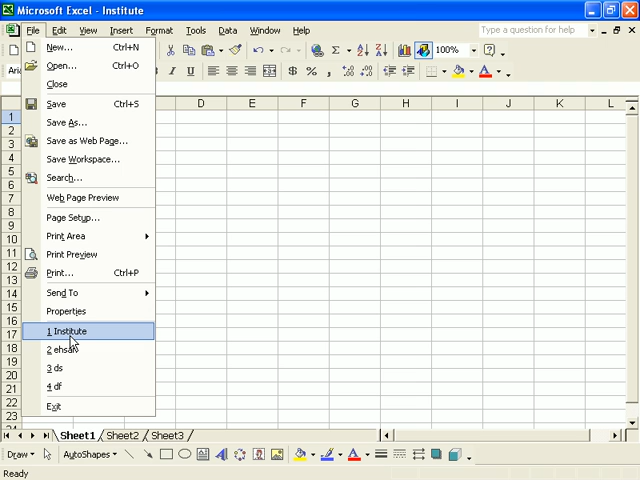 Microsoft Excel - Institute
File Edit View Insert Format Tools Data Window Help
Type a question for help
100%
Aria
New... Ctrl+N
Open... Ctrl+O
Close
Save Ctrl+S
Save As...
Save as Web Page...
Save Workspace...
Search...
Web Page Preview
Page Setup...
Print Area
Print Preview
Print... Ctrl+P
Send To
Properties
1 Institute
2 ehsan
3 ds
4 df
Exit
D E F G H I J K L
1
2
3
4
5
6
7
8
9
10
11
12
13
14
15
16
17
18
19
20
21
22
23
Sheet1 Sheet2 Sheet3
Draw AutoShapes
Ready